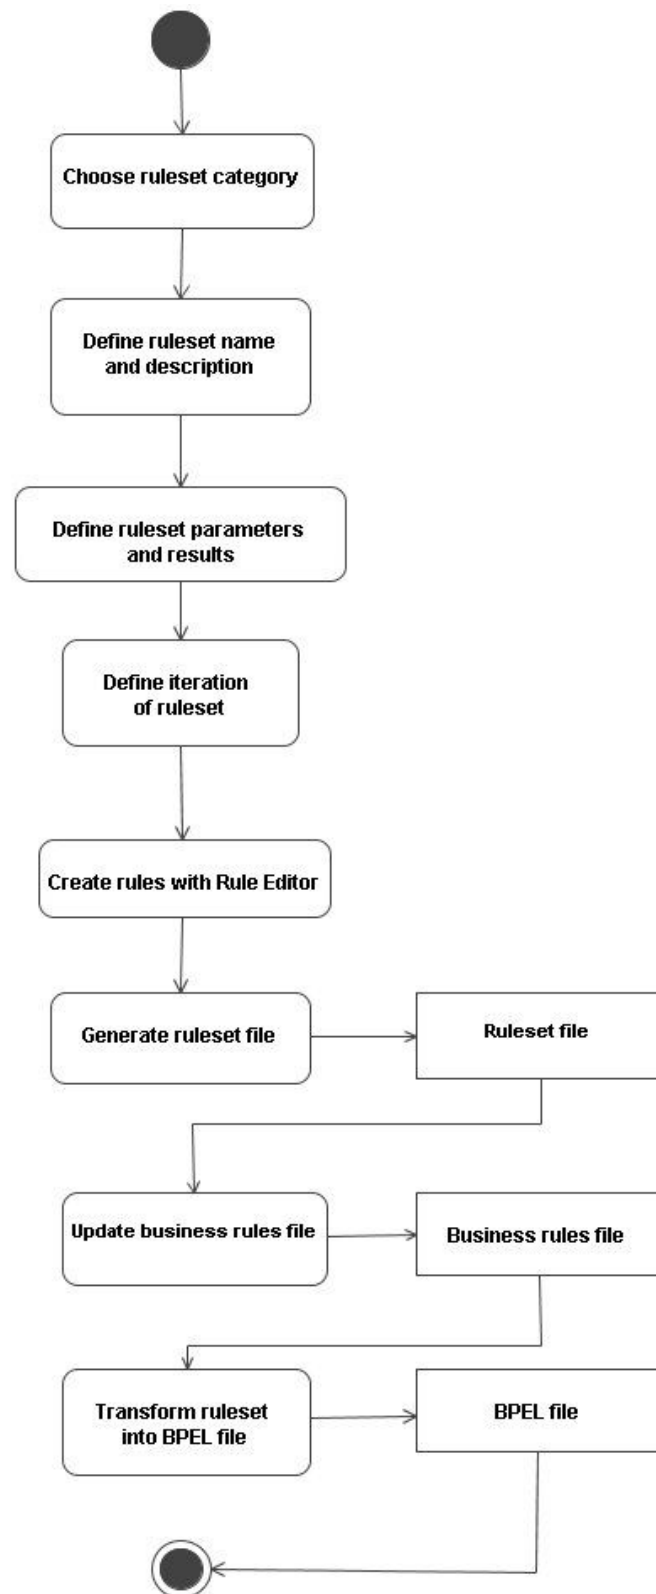 Choose ruleset category
Define ruleset name
and description
Define ruleset parameters
and results
Define iteration
of ruleset
Create rules with Rule Editor
Generate ruleset file
Ruleset file
Update business rules file
Business rules file
Transform ruleset
into BPEL file
BPEL file